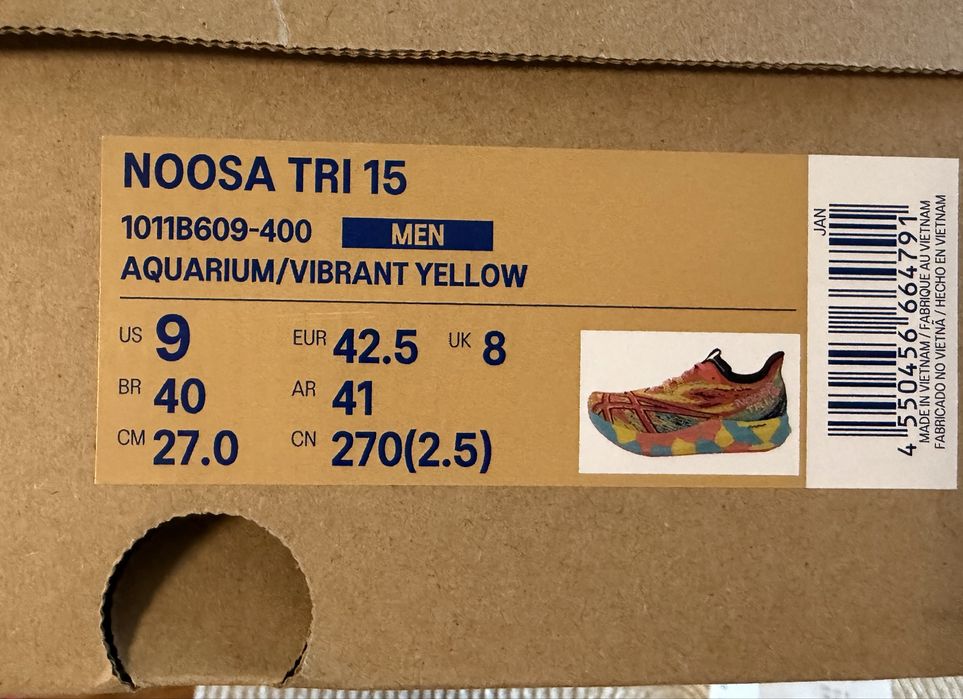 NOOSA TRI 15
1011B609-400 MEN
AQUARIUM/VIBRANT YELLOW
US 9 EUR 42.5 UK 8
BR 40 AR 41
CM 27.0 CN 270(2.5)
JAN
4 550456 664791
MADE IN VIETNAM / FABRIQUÉ AU VIETNAM
FABRICADO NO VIETNÃ / HECHO EN VIETNAM